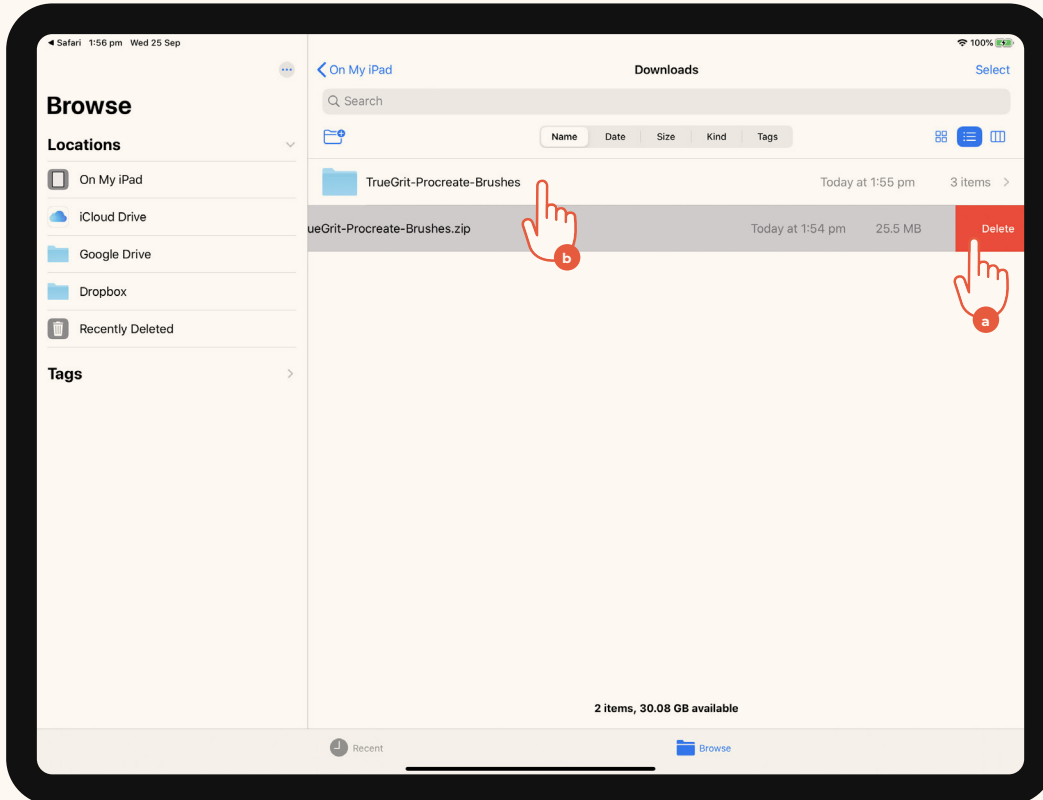 Safari 1:56 pm Wed 25 Sep
100%
On My iPad
Downloads
Select
Browse
Search
Locations
Name Date Size Kind Tags
On My iPad
TrueGrit-Procreate-Brushes
Today at 1:55 pm
3 items
iCloud Drive
ueGrit-Procreate-Brushes.zip
Today at 1:54 pm
25.5 MB
Delete
Google Drive
b
Dropbox
a
Recently Deleted
Tags
2 items, 30.08 GB available
Recent
Browse